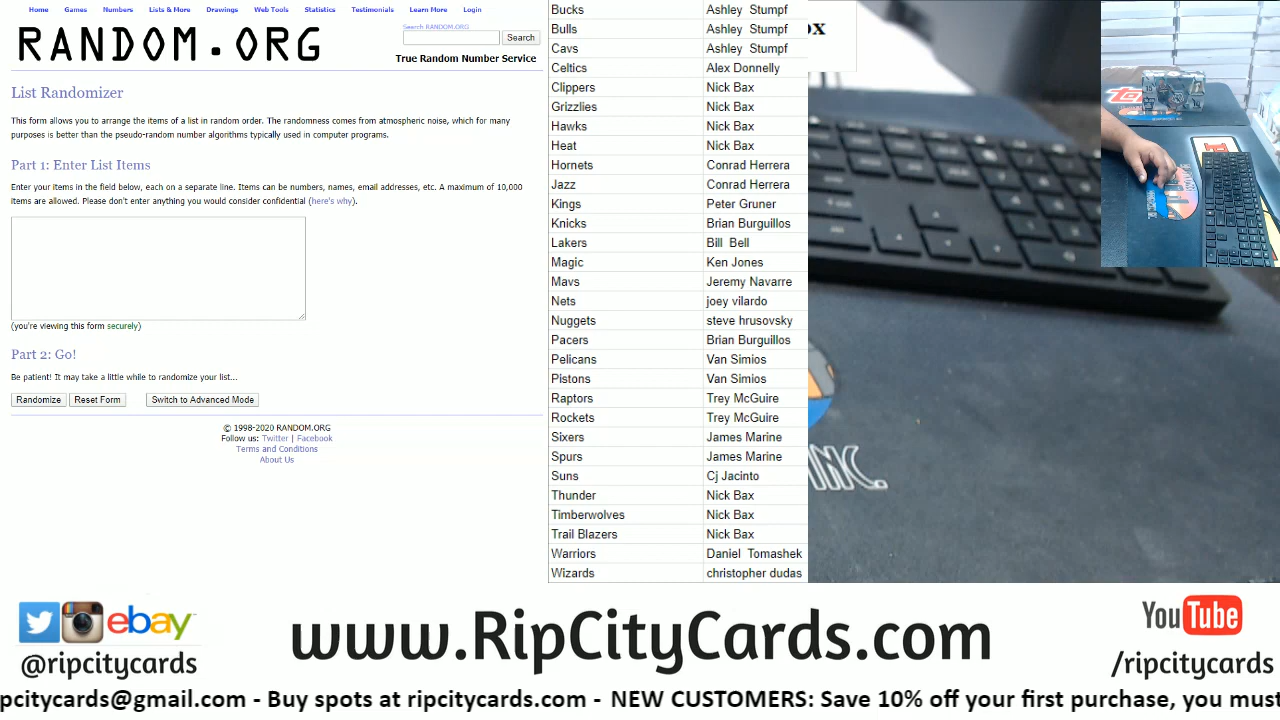 Home Games Numbers Lists & More Drawings Web Tools Statistics Testimonials Learn More Login
RANDOM.ORG
Search RANDOM.ORG
Search
True Random Number Service
List Randomizer
This form allows you to arrange the items of a list in random order. The randomness comes from atmospheric noise, which for many
purposes is better than the pseudo-random number algorithms typically used in computer programs.
Part 1: Enter List Items
Enter your items in the field below, each on a separate line. Items can be numbers, names, email addresses, etc. A maximum of 10,000
items are allowed. Please don't enter anything you would consider confidential (here's why).
(you're viewing this form securely)
Part 2: Go!
Be patient! It may take a little while to randomize your list...
Randomize Reset Form Switch to Advanced Mode
© 1998-2020 RANDOM.ORG
Follow us: Twitter | Facebook
Terms and Conditions
About Us
Bucks Ashley Stumpf
Bulls Ashley Stumpf
Cavs Ashley Stumpf
Celtics Alex Donnelly
Clippers Nick Bax
Grizzlies Nick Bax
Hawks Nick Bax
Heat Nick Bax
Hornets Conrad Herrera
Jazz Conrad Herrera
Kings Peter Gruner
Knicks Brian Burguillos
Lakers Bill Bell
Magic Ken Jones
Mavs Jeremy Navarre
Nets joey vilardo
Nuggets steve hrusovsky
Pacers Brian Burguillos
Pelicans Van Simios
Pistons Van Simios
Raptors Trey McGuire
Rockets Trey McGuire
Sixers James Marine
Spurs James Marine
Suns Cj Jacinto
Thunder Nick Bax
Timberwolves Nick Bax
Trail Blazers Nick Bax
Warriors Daniel Tomashek
Wizards christopher dudas
ox
INC.
ebay
@ripcitycards
www.RipCityCards.com
YouTube
/ripcitycards
pcitycards@gmail.com - Buy spots at ripcitycards.com - NEW CUSTOMERS: Save 10% off your first purchase, you must